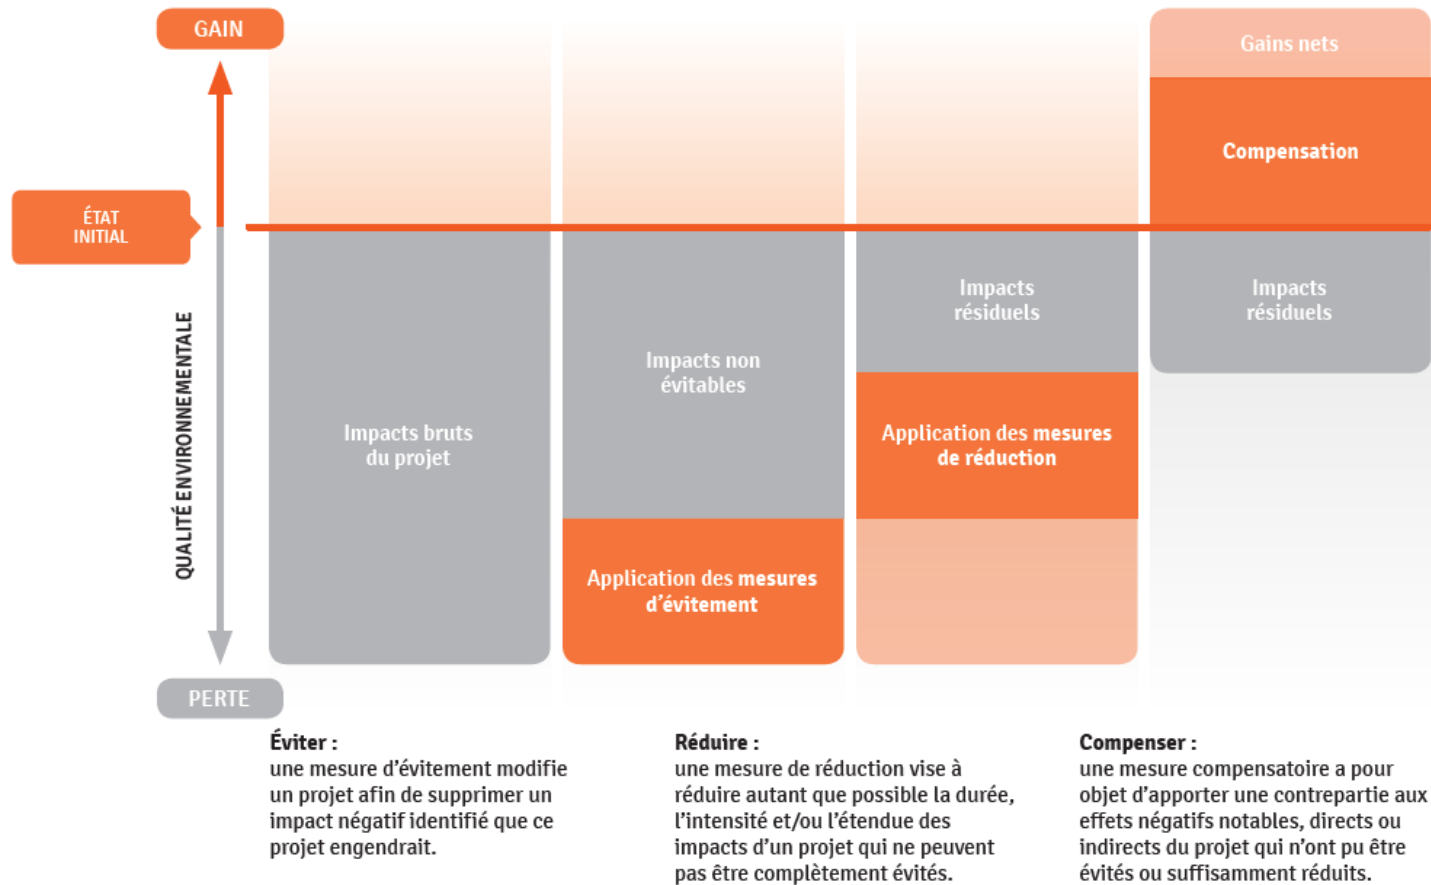 GAIN
Gains nets
Compensation
ÉTAT
INITIAL
Impacts
résiduels
Impacts
résiduels
Impacts non
évitables
Impacts bruts
du projet
Application des mesures
de réduction
Application des mesures
d’évitement
QUALITÉ ENVIRONNEMENTALE
PERTE
Éviter :
une mesure d’évitement modifie
un projet afin de supprimer un
impact négatif identifié que ce
projet engendrait.
Réduire :
une mesure de réduction vise à
réduire autant que possible la durée,
l’intensité et/ou l’étendue des
impacts d’un projet qui ne peuvent
pas être complètement évités.
Compenser :
une mesure compensatoire a pour
objet d’apporter une contrepartie aux
effets négatifs notables, directs ou
indirects du projet qui n’ont pu être
évités ou suffisamment réduits.